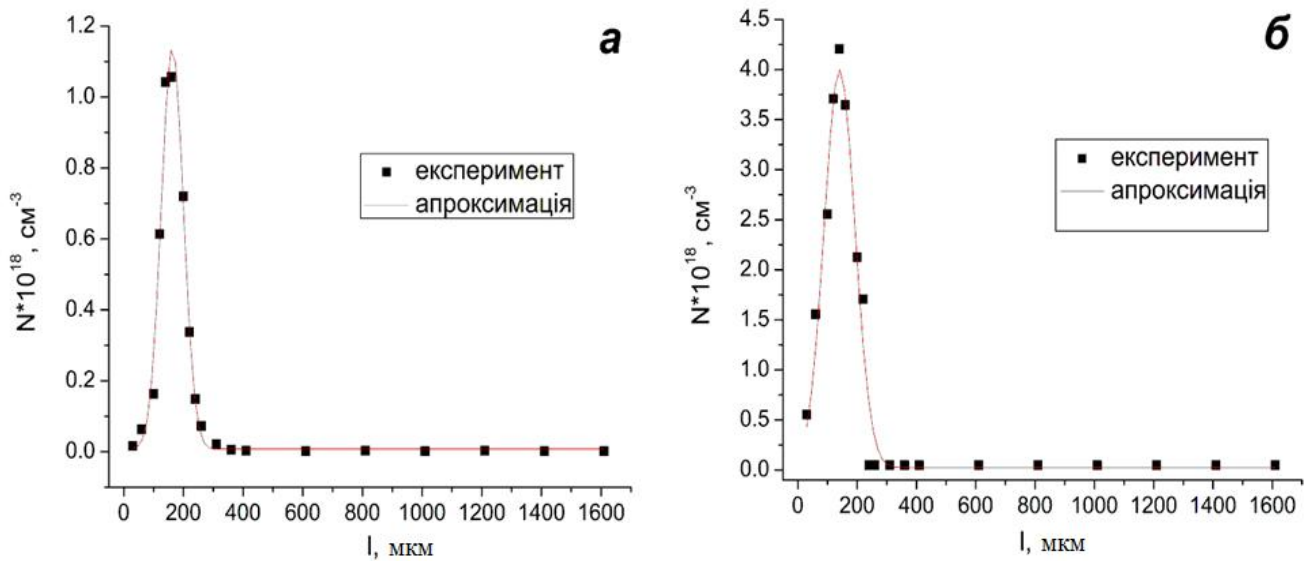 а
1.2
1.0
0.8
0.6
0.4
0.2
0.0
N*10^18 , см^-3
експеримент
апроксимація
0 200 400 600 800 1000 1200 1400 1600
l, мкм
б
4.5
4.0
3.5
3.0
2.5
2.0
1.5
1.0
0.5
0.0
N*10^18 , см^-3
експеримент
апроксимація
0 200 400 600 800 1000 1200 1400 1600
l, мкм